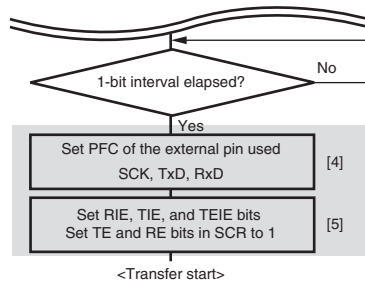 1-bit interval elapsed?
No
Yes
Set PFC of the external pin used
SCK, TxD, RxD
[4]
Set RIE, TIE, and TEIE bits
Set TE and RE bits in SCR to 1
[5]
<Transfer start>